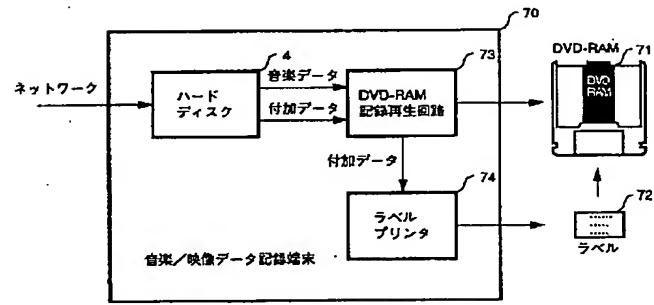 70
4
音楽データ
73
DVD-RAM
71
ネットワーク
ハード
ディスク
付加データ
DVD-RAM
記録再生回路
DVD
RAM
付加データ
74
72
ラベル
プリンタ
ラベル
音楽/映像データ記録端末